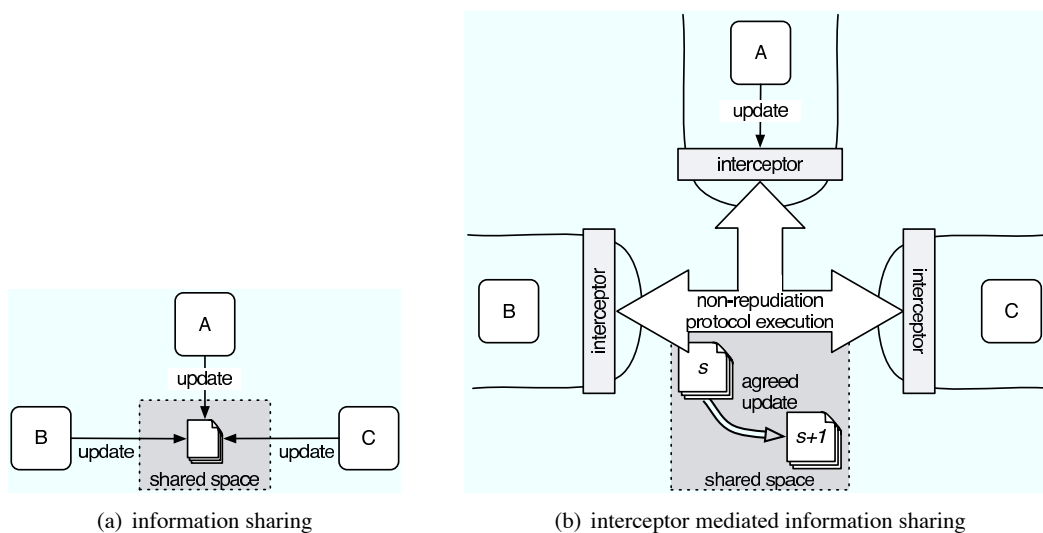 A
update
B
update
update
C
shared space
(a) information sharing
A
update
interceptor
B
interceptor
non-repudiation
protocol execution
interceptor
C
s
agreed
update
s+1
shared space
(b) interceptor mediated information sharing